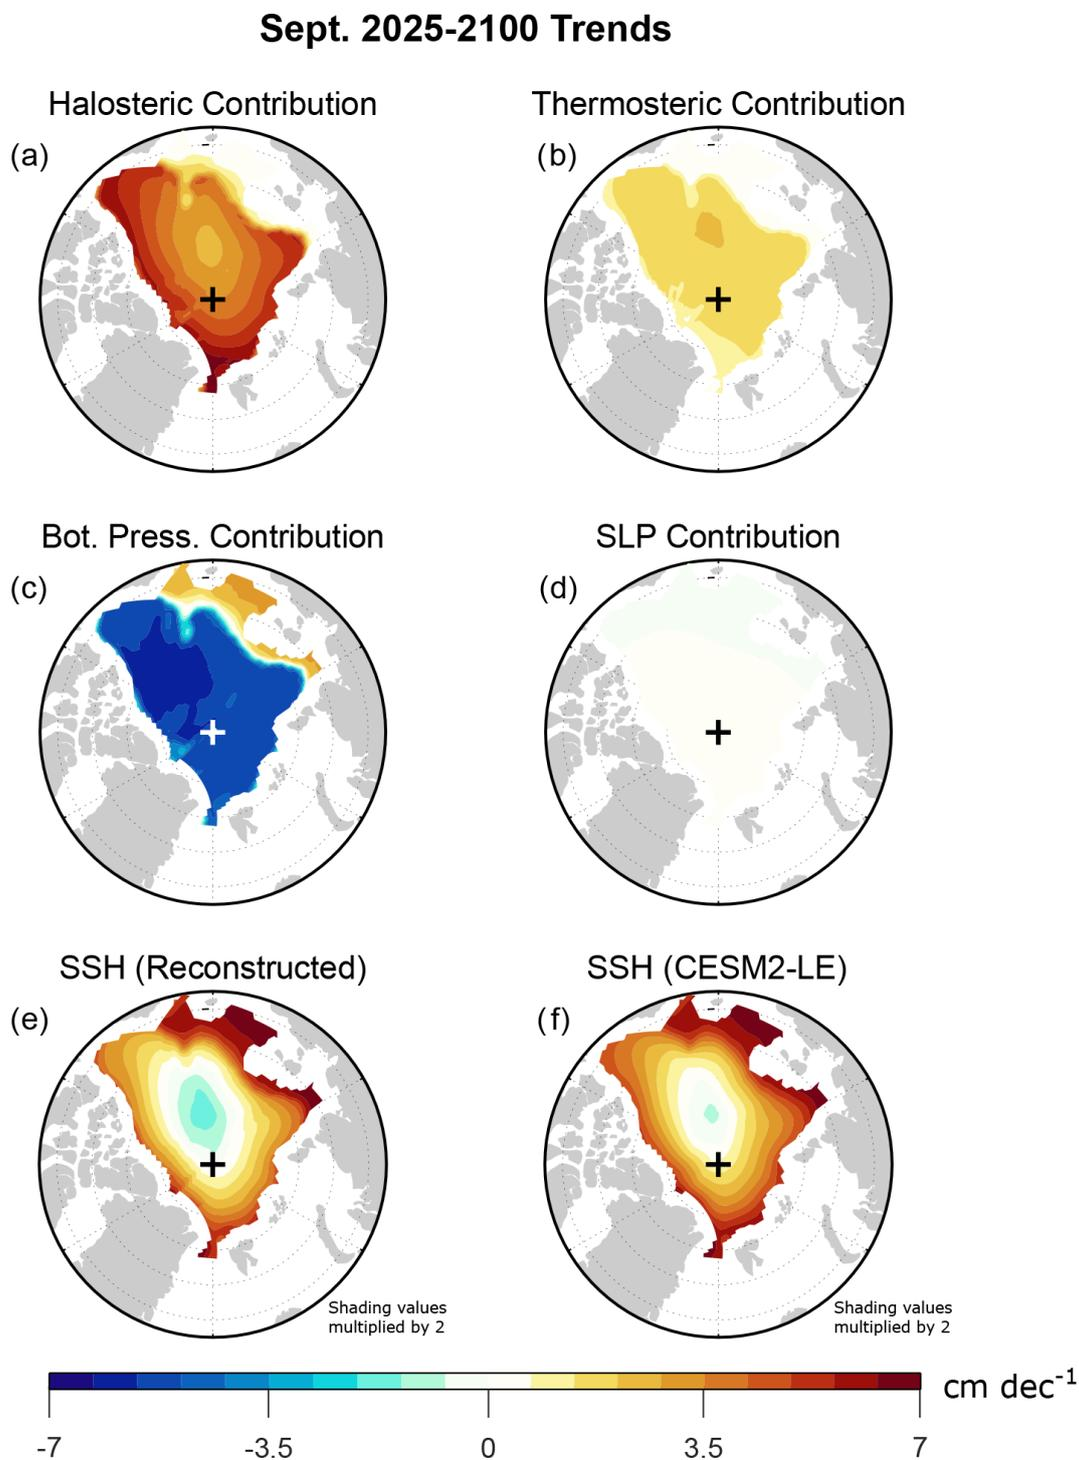 Sept. 2025-2100 Trends
Halosteric Contribution
Thermosteric Contribution
(a)
(b)
Bot. Press. Contribution
SLP Contribution
(c)
(d)
SSH (Reconstructed)
SSH (CESM2-LE)
(e)
(f)
Shading values
multiplied by 2
Shading values
multiplied by 2
cm dec⁻¹
-7 -3.5 0 3.5 7